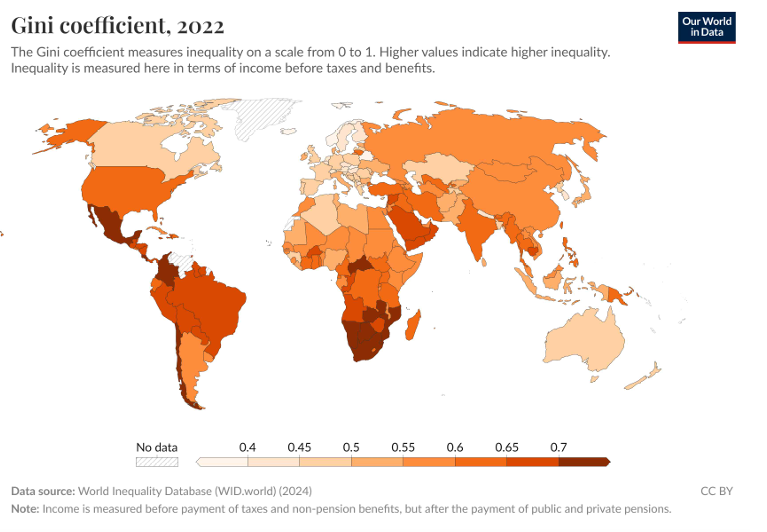 Gini coefficient, 2022
Our World
in Data
The Gini coefficient measures inequality on a scale from 0 to 1. Higher values indicate higher inequality.
Inequality is measured here in terms of income before taxes and benefits.
No data
0.4 0.45 0.5 0.55 0.6 0.65 0.7
Data source: World Inequality Database (WID.world) (2024)
CC BY
Note: Income is measured before payment of taxes and non-pension benefits, but after the payment of public and private pensions.